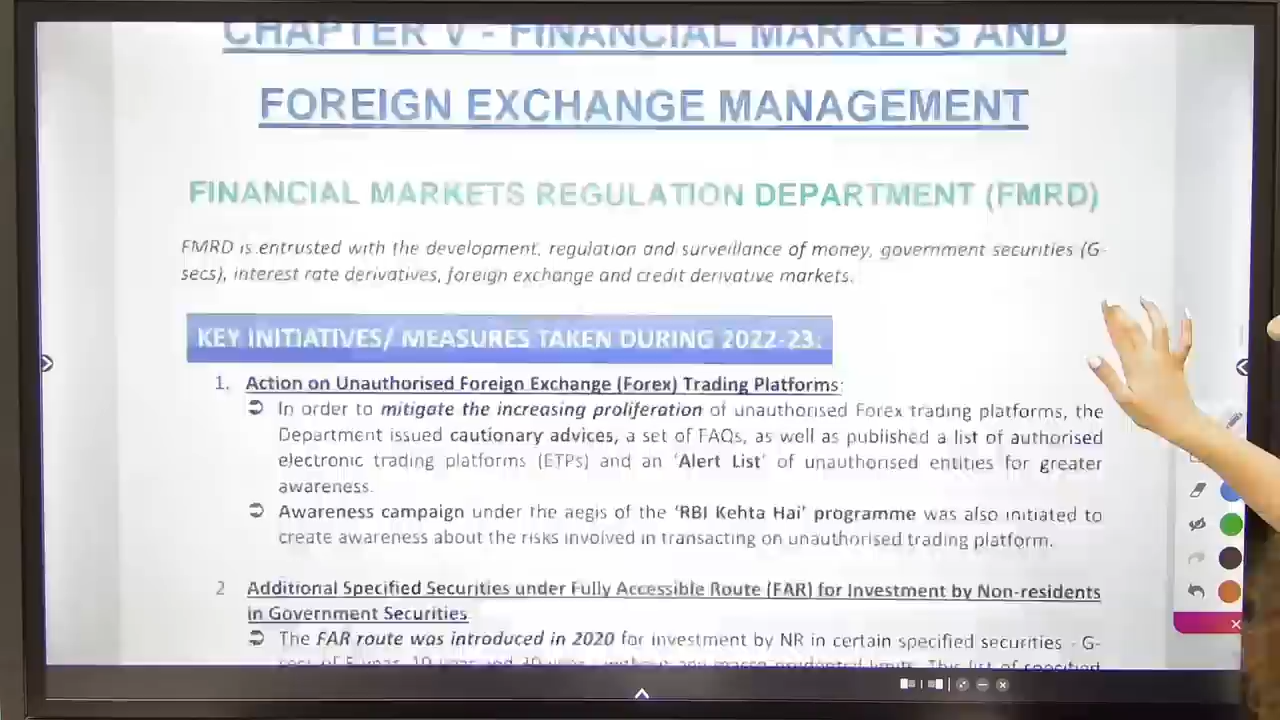 CHAPTER V - FINANCIAL MARKETS AND
FOREIGN EXCHANGE MANAGEMENT
FINANCIAL MARKETS REGULATION DEPARTMENT (FMRD)
FMRD is entrusted with the development, regulation and surveillance of money, government securities (G-
secs), interest rate derivatives, foreign exchange and credit derivative markets.
KEY INITIATIVES/ MEASURES TAKEN DURING 2022-23:
1. Action on Unauthorised Foreign Exchange (Forex) Trading Platforms:
➲ In order to mitigate the increasing proliferation of unauthorised Forex trading platforms, the
Department issued cautionary advices, a set of FAQs, as well as published a list of authorised
electronic trading platforms (ETPs) and an ‘Alert List’ of unauthorised entities for greater
awareness.
➲ Awareness campaign under the aegis of the ‘RBI Kehta Hai’ programme was also initiated to
create awareness about the risks involved in transacting on unauthorised trading platform.
2 Additional Specified Securities under Fully Accessible Route (FAR) for Investment by Non-residents
in Government Securities
➲ The FAR route was introduced in 2020 for investment by NR in certain specified securities - G-